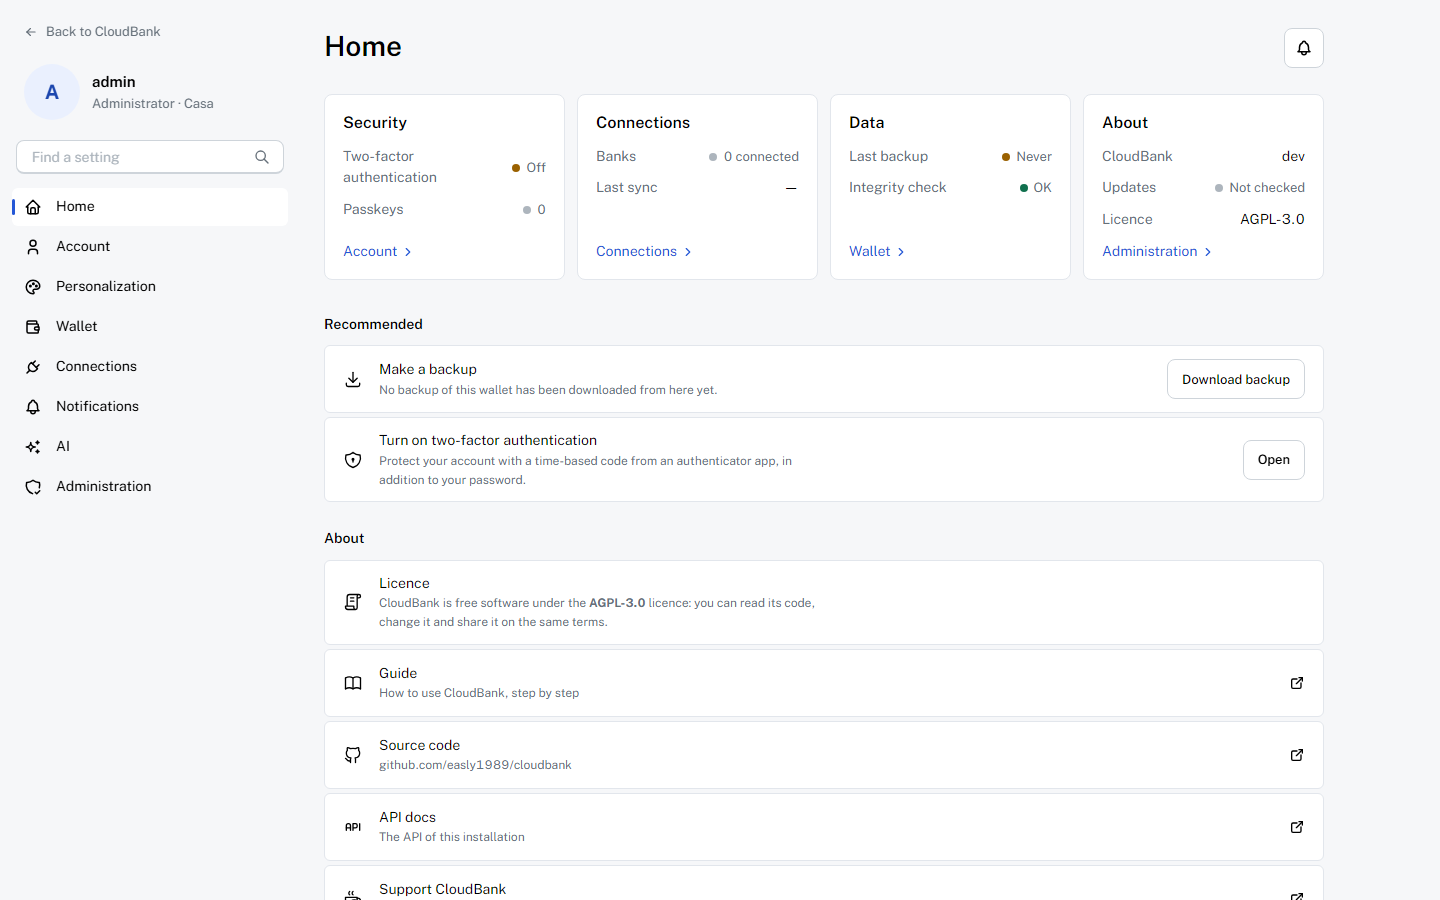 Back to CloudBank
A
admin
Administrator · Casa
Find a setting
Home
Account
Personalization
Wallet
Connections
Notifications
AI
Administration
Home
Security
Two-factor
authentication
Off
Passkeys
0
Account
Connections
Banks
0 connected
Last sync
—
Connections
Data
Last backup
Never
Integrity check
OK
Wallet
About
CloudBank
dev
Updates
Not checked
Licence
AGPL-3.0
Administration
Recommended
Make a backup
No backup of this wallet has been downloaded from here yet.
Download backup
Turn on two-factor authentication
Protect your account with a time-based code from an authenticator app, in
addition to your password.
Open
About
Licence
CloudBank is free software under the AGPL-3.0 licence: you can read its code,
change it and share it on the same terms.
Guide
How to use CloudBank, step by step
Source code
github.com/easly1989/cloudbank
API
API docs
The API of this installation
Support CloudBank